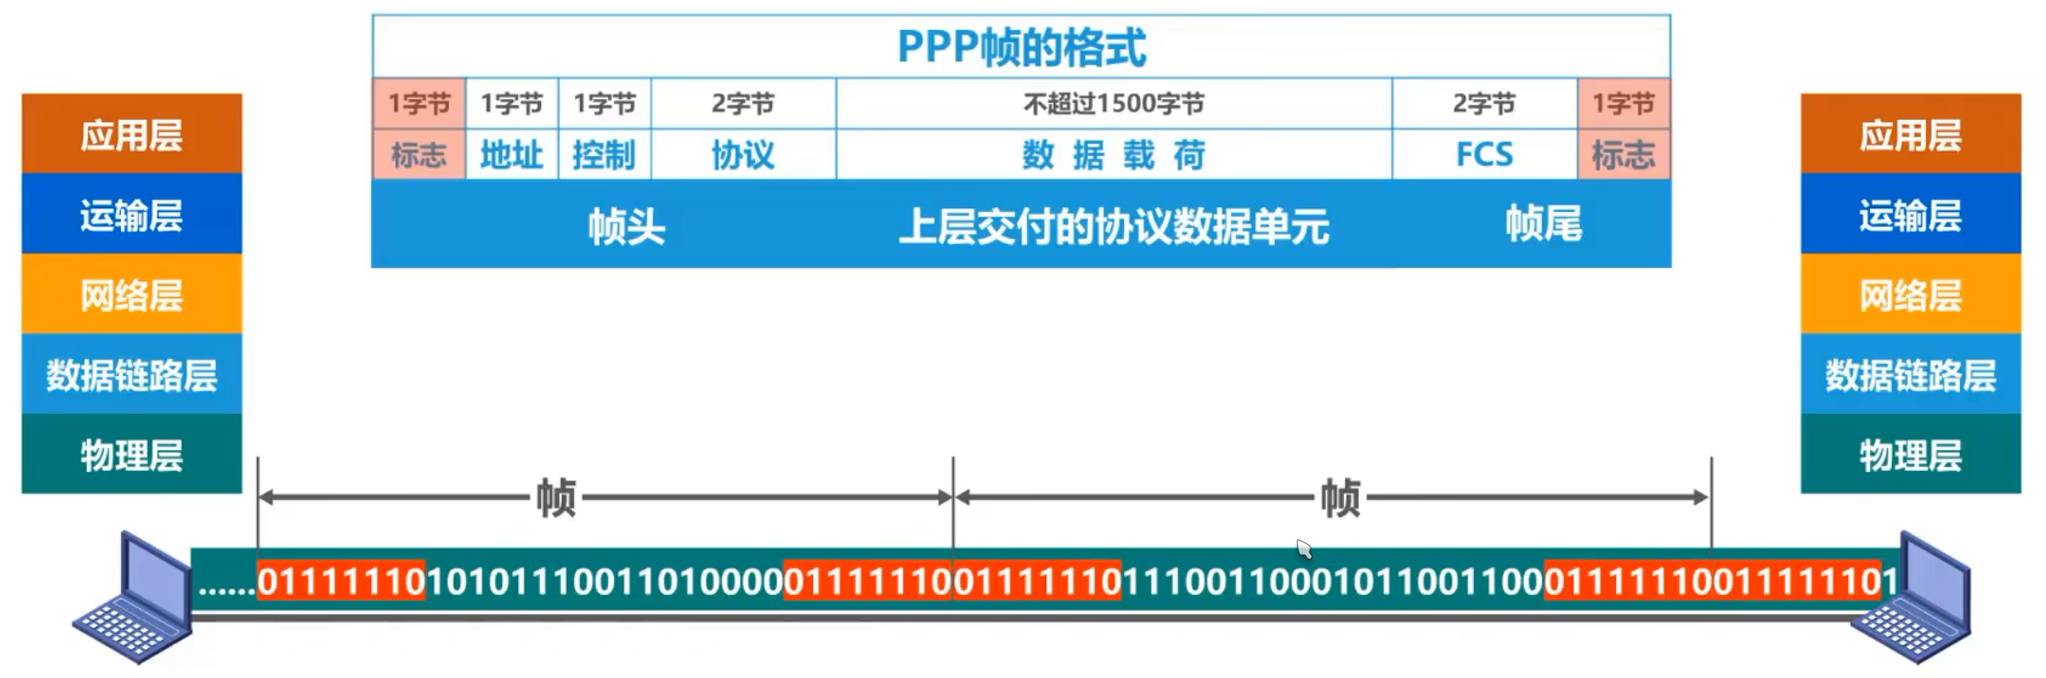 PPP帧的格式
1字节 1字节 1字节 2字节 不超过1500字节 2字节 1字节
标志 地址 控制 协议 数据载荷 FCS 标志
帧头 上层交付的协议数据单元 帧尾
应用层
运输层
网络层
数据链路层
物理层
应用层
运输层
网络层
数据链路层
物理层
帧 帧
......01111110101011100110100000111111001111110111001100010110011000111111001111101